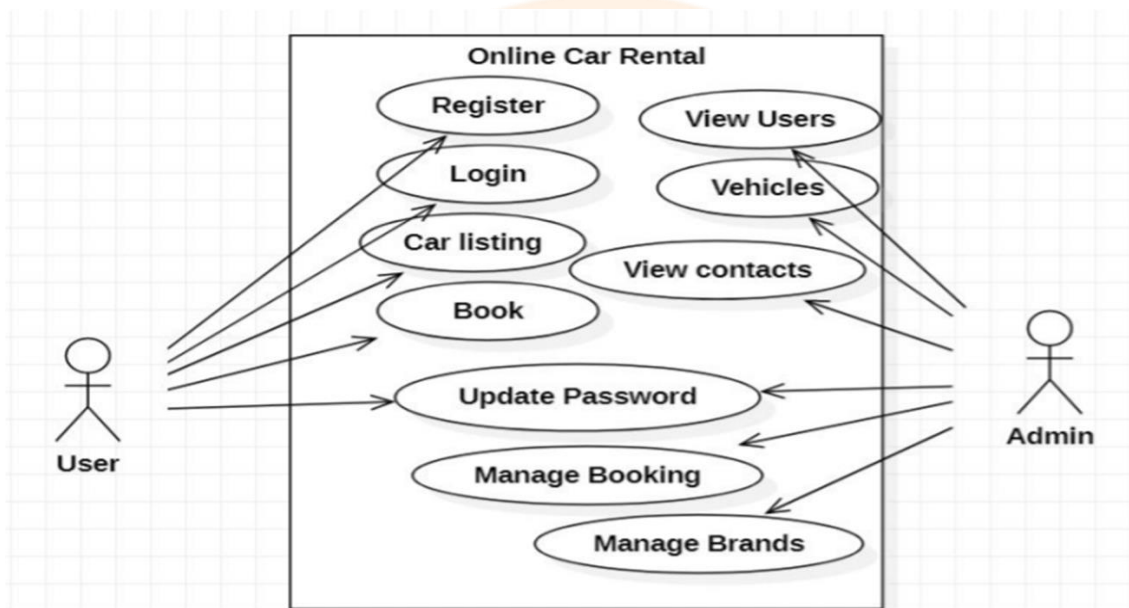 Online Car Rental
Register
View Users
Login
Vehicles
Car listing
View contacts
Book
Update Password
Manage Booking
Manage Brands
User
Admin